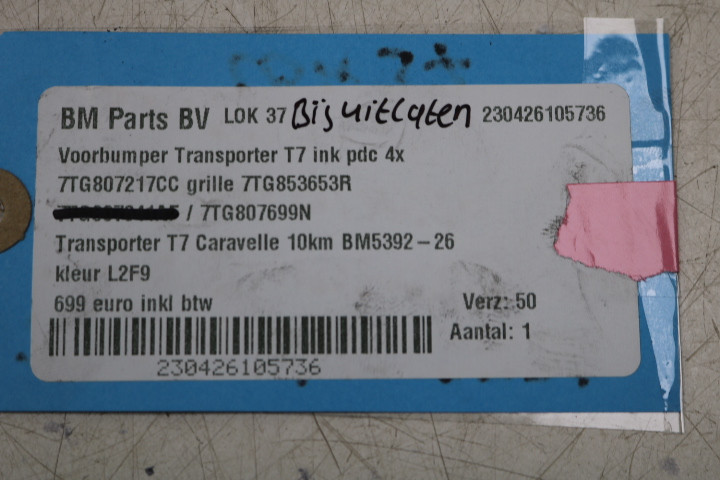 BM Parts BV LOK 37 Bij uitlaten 230426105736
Voorbumper Transporter T7 ink pdc 4x
7TG807217CC grille 7TG853653R
/ 7TG807699N
Transporter T7 Caravelle 10km BM5392-26
kleur L2F9
699 euro inkl btw Verz: 50
Aantal: 1
230426105736